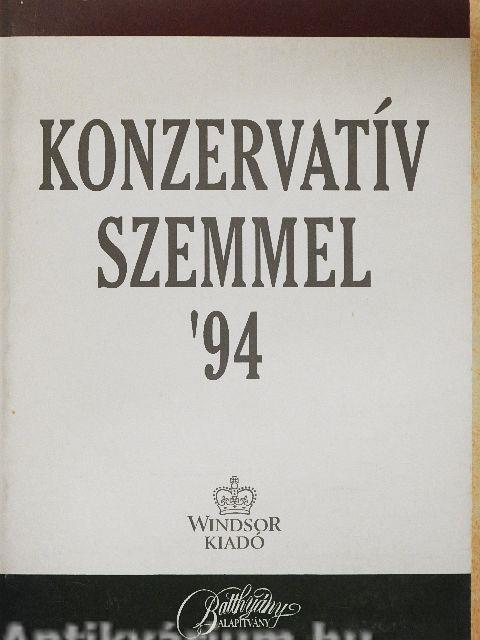 KONZERVATÍV
SZEMMEL
'94
WINDSOR
KIADÓ
Batthyány
ALAPÍTVÁNY